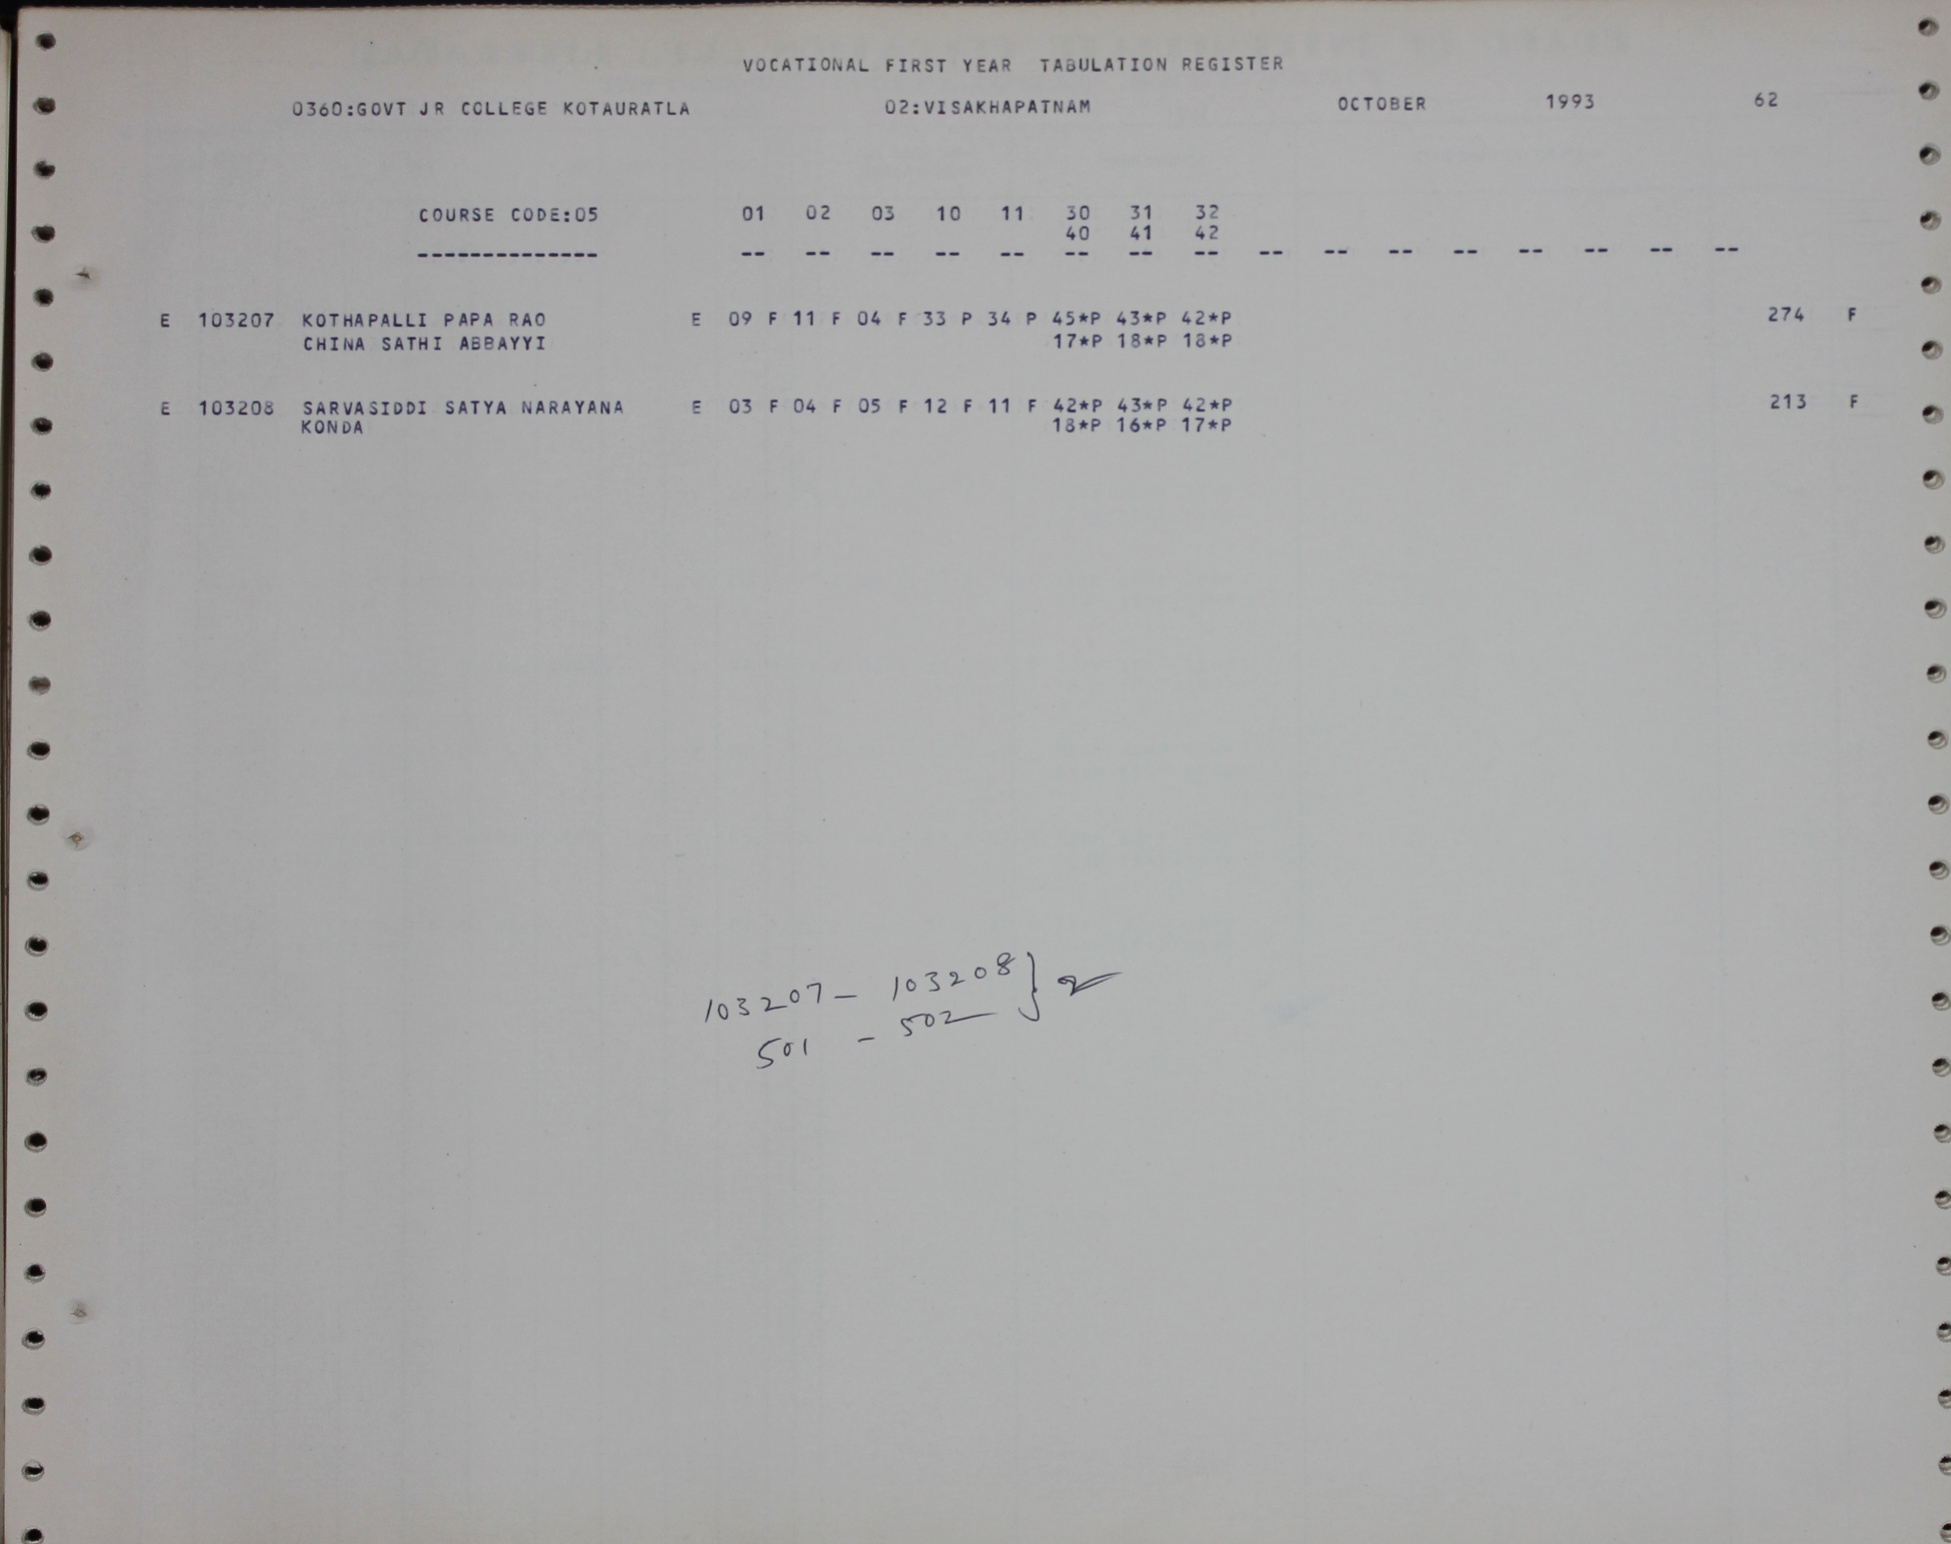 VOCATIONAL FIRST YEAR TABULATION REGISTER
0360:GOVT JR COLLEGE KOTAURATLA 02:VISAKHAPATNAM OCTOBER 1993 62
COURSE CODE:05 01 02 03 10 11 30 31 32
40 41 42
-------------- -- -- -- -- -- -- -- -- -- -- -- -- -- -- -- --
E 103207 KOTHAPALLI PAPA RAO E 09 F 11 F 04 F 33 P 34 P 45*P 43*P 42*P 274 F
CHINA SATHI ABBAYYI 17*P 18*P 18*P
E 103208 SARVASIDDI SATYA NARAYANA E 03 F 04 F 05 F 12 F 11 F 42*P 43*P 42*P 213 F
KONDA 18*P 16*P 17*P
103207 - 103208 } 2
501 - 502